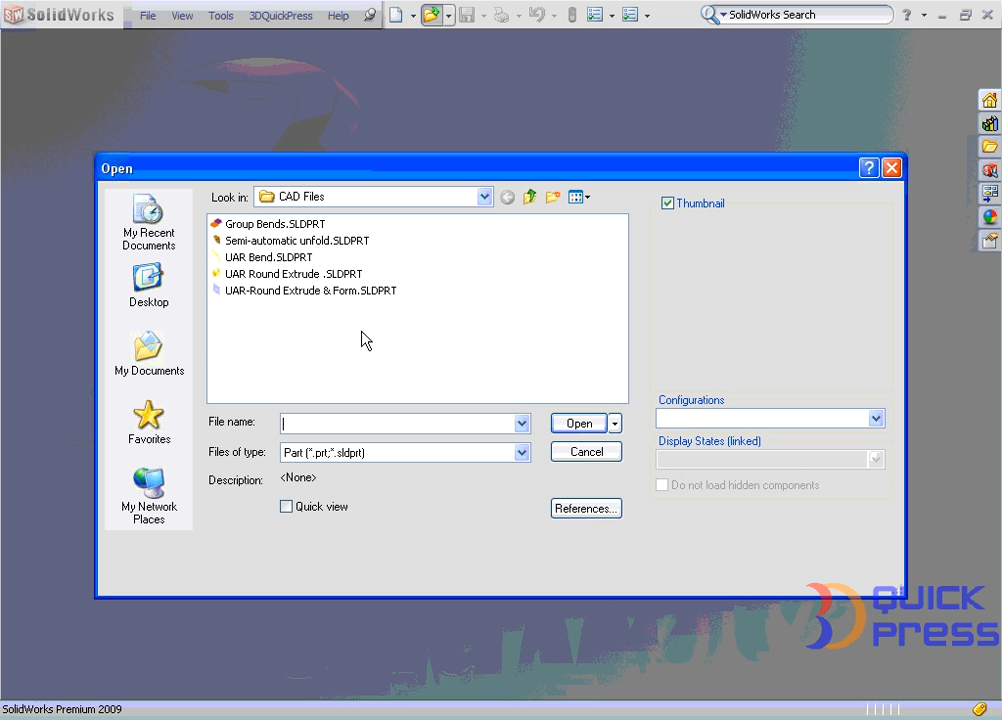 SolidWorks File View Tools 3DQuickPress Help SolidWorks Search ?
Open ?
Look in: CAD Files
Thumbnail
My Recent Documents
Desktop
My Documents
Favorites
My Network Places
Group Bends.SLDPRT
Semi-automatic unfold.SLDPRT
UAR Bend.SLDPRT
UAR Round Extrude .SLDPRT
UAR-Round Extrude & Form.SLDPRT
File name: Open
Files of type: Part (*.prt;*.sldprt) Cancel
Description: <None>
Quick view
References...
Configurations
Display States (linked)
Do not load hidden components
3 QUICK
PRESS
SolidWorks Premium 2009